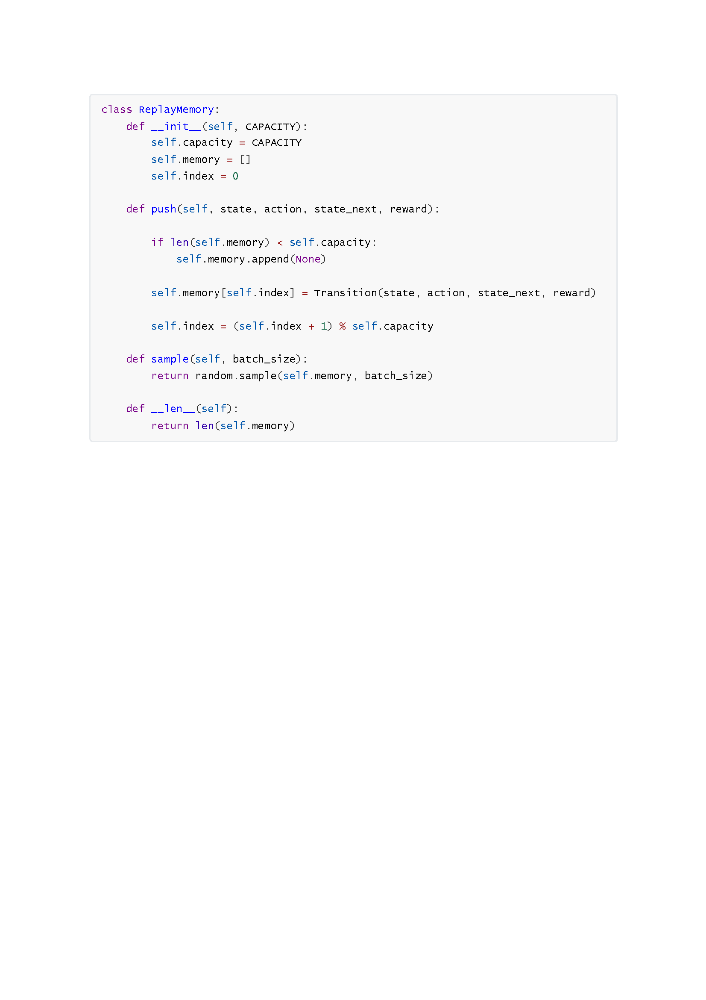 class ReplayMemory:
    def __init__(self, CAPACITY):
        self.capacity = CAPACITY
        self.memory = []
        self.index = 0
    def push(self, state, action, state_next, reward):
        if len(self.memory) < self.capacity:
            self.memory.append(None)
        self.memory[self.index] = Transition(state, action, state_next, reward)
        self.index = (self.index + 1) % self.capacity
    def sample(self, batch_size):
        return random.sample(self.memory, batch_size)
    def __len__(self):
        return len(self.memory)